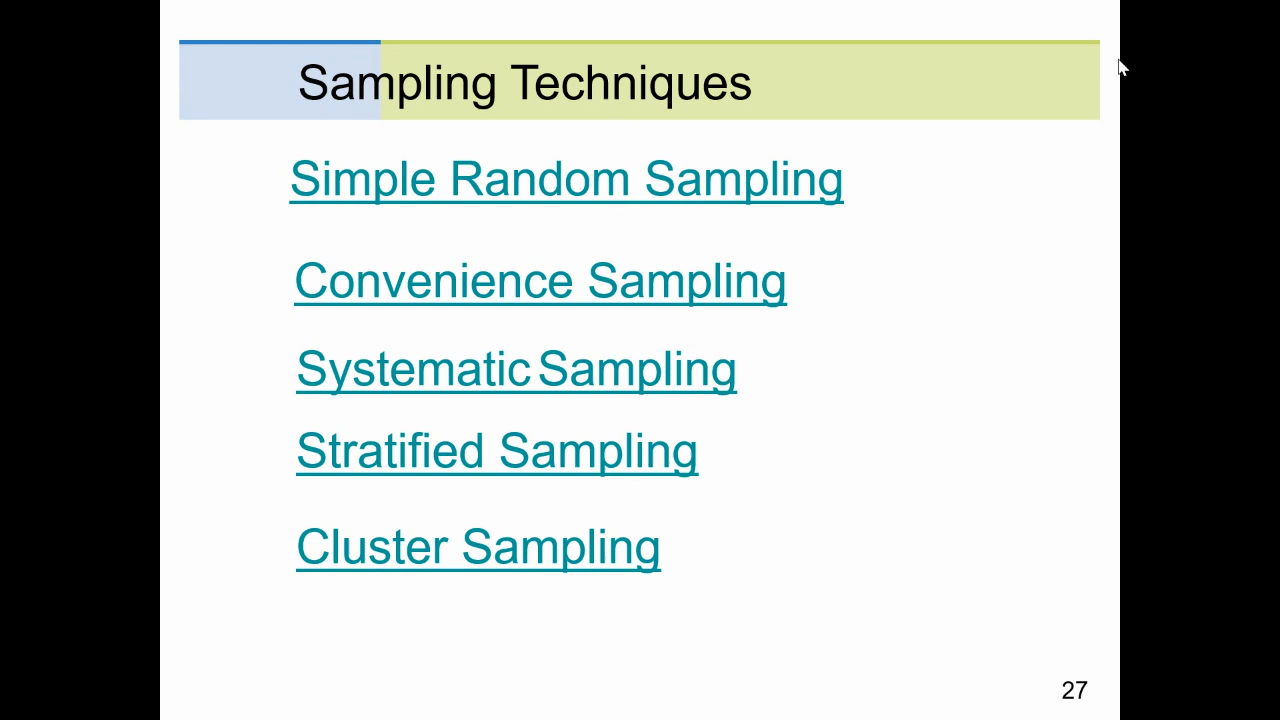 Sampling Techniques
Simple Random Sampling
Convenience Sampling
Systematic Sampling
Stratified Sampling
Cluster Sampling
27